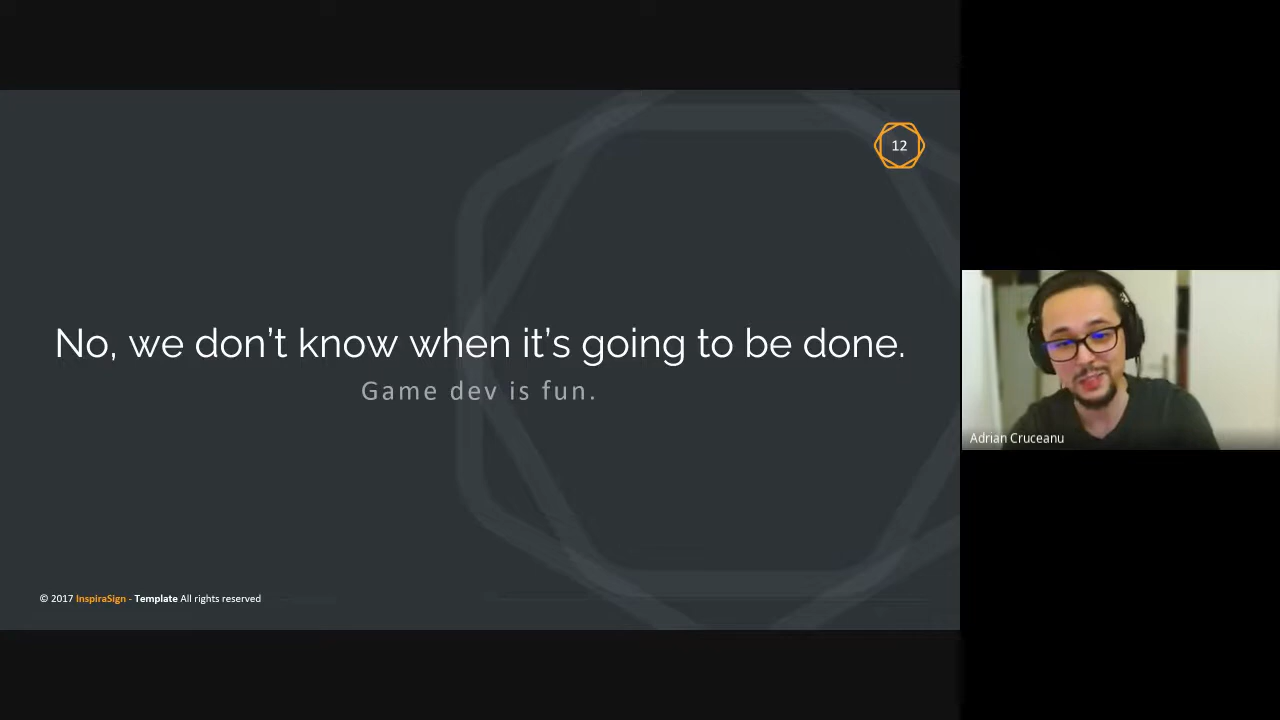 12
No, we don’t know when it’s going to be done.
Game dev is fun.
© 2017 InspiraSign - Template All rights reserved
Adrian Cruceanu